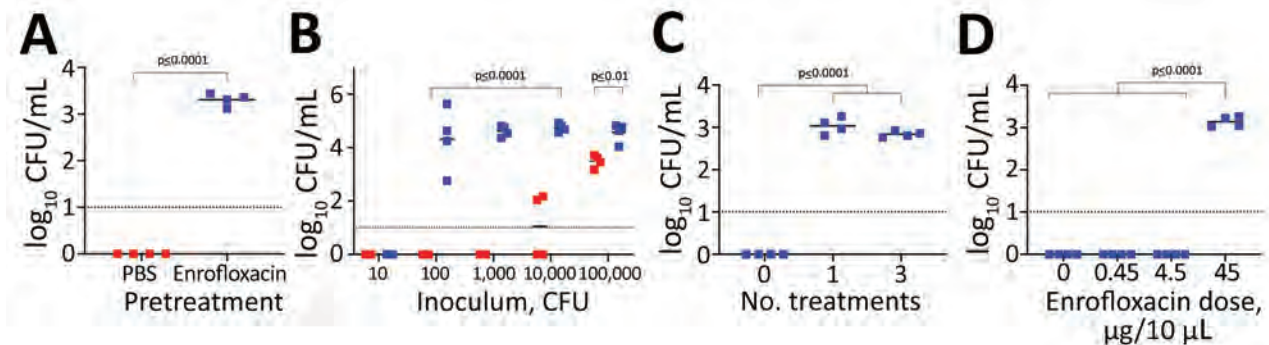 A
p≤0.0001
log10 CFU/mL
4
3
2
1
0
PBS Enrofloxacin
Pretreatment
B
p≤0.0001
p≤0.01
log10 CFU/mL
6
4
2
0
10 100 1,000 10,000 100,000
Inoculum, CFU
C
p≤0.0001
log10 CFU/mL
4
3
2
1
0
0 1 3
No. treatments
D
p≤0.0001
log10 CFU/mL
4
3
2
1
0
0 0.45 4.5 45
Enrofloxacin dose,
µg/10 µL